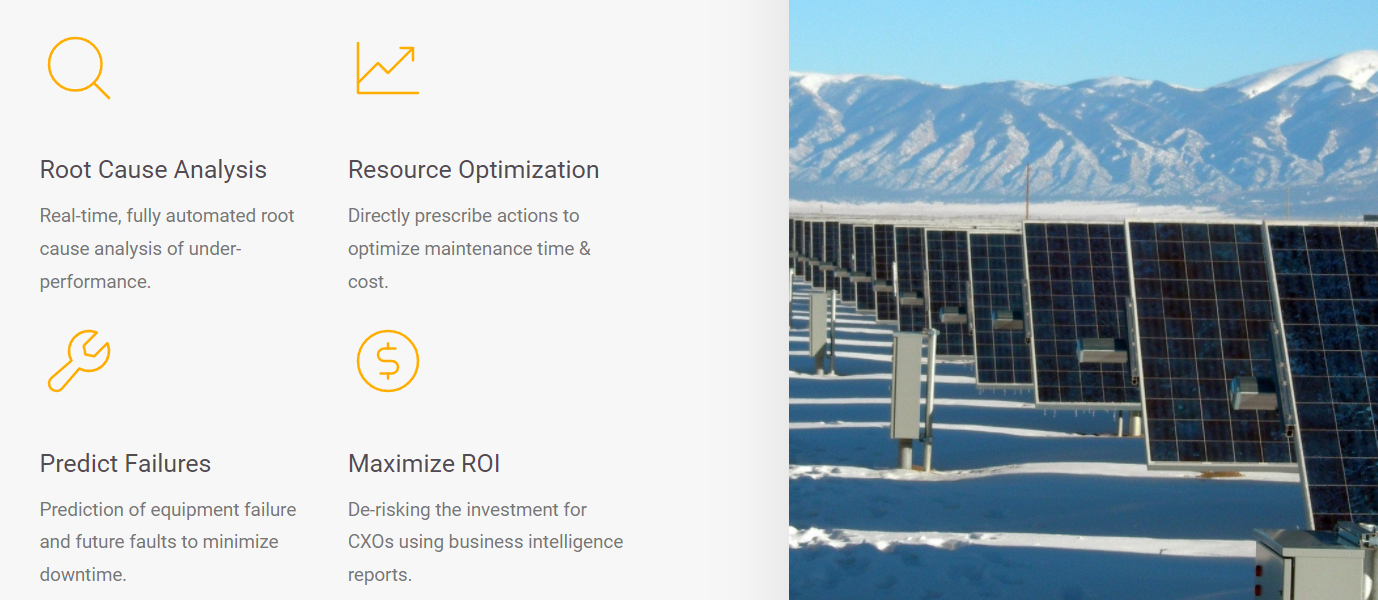 Root Cause Analysis
Real-time, fully automated root
cause analysis of under-
performance.
Resource Optimization
Directly prescribe actions to
optimize maintenance time &
cost.
Predict Failures
Prediction of equipment failure
and future faults to minimize
downtime.
Maximize ROI
De-risking the investment for
CXOs using business intelligence
reports.